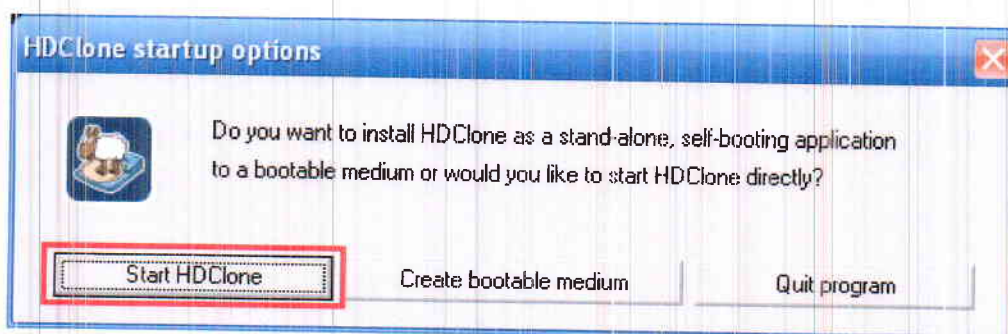 HDClone startup options
Do you want to install HDClone as a stand-alone, self-booting application
to a bootable medium or would you like to start HDClone directly?
Start HDClone
Create bootable medium
Quit program